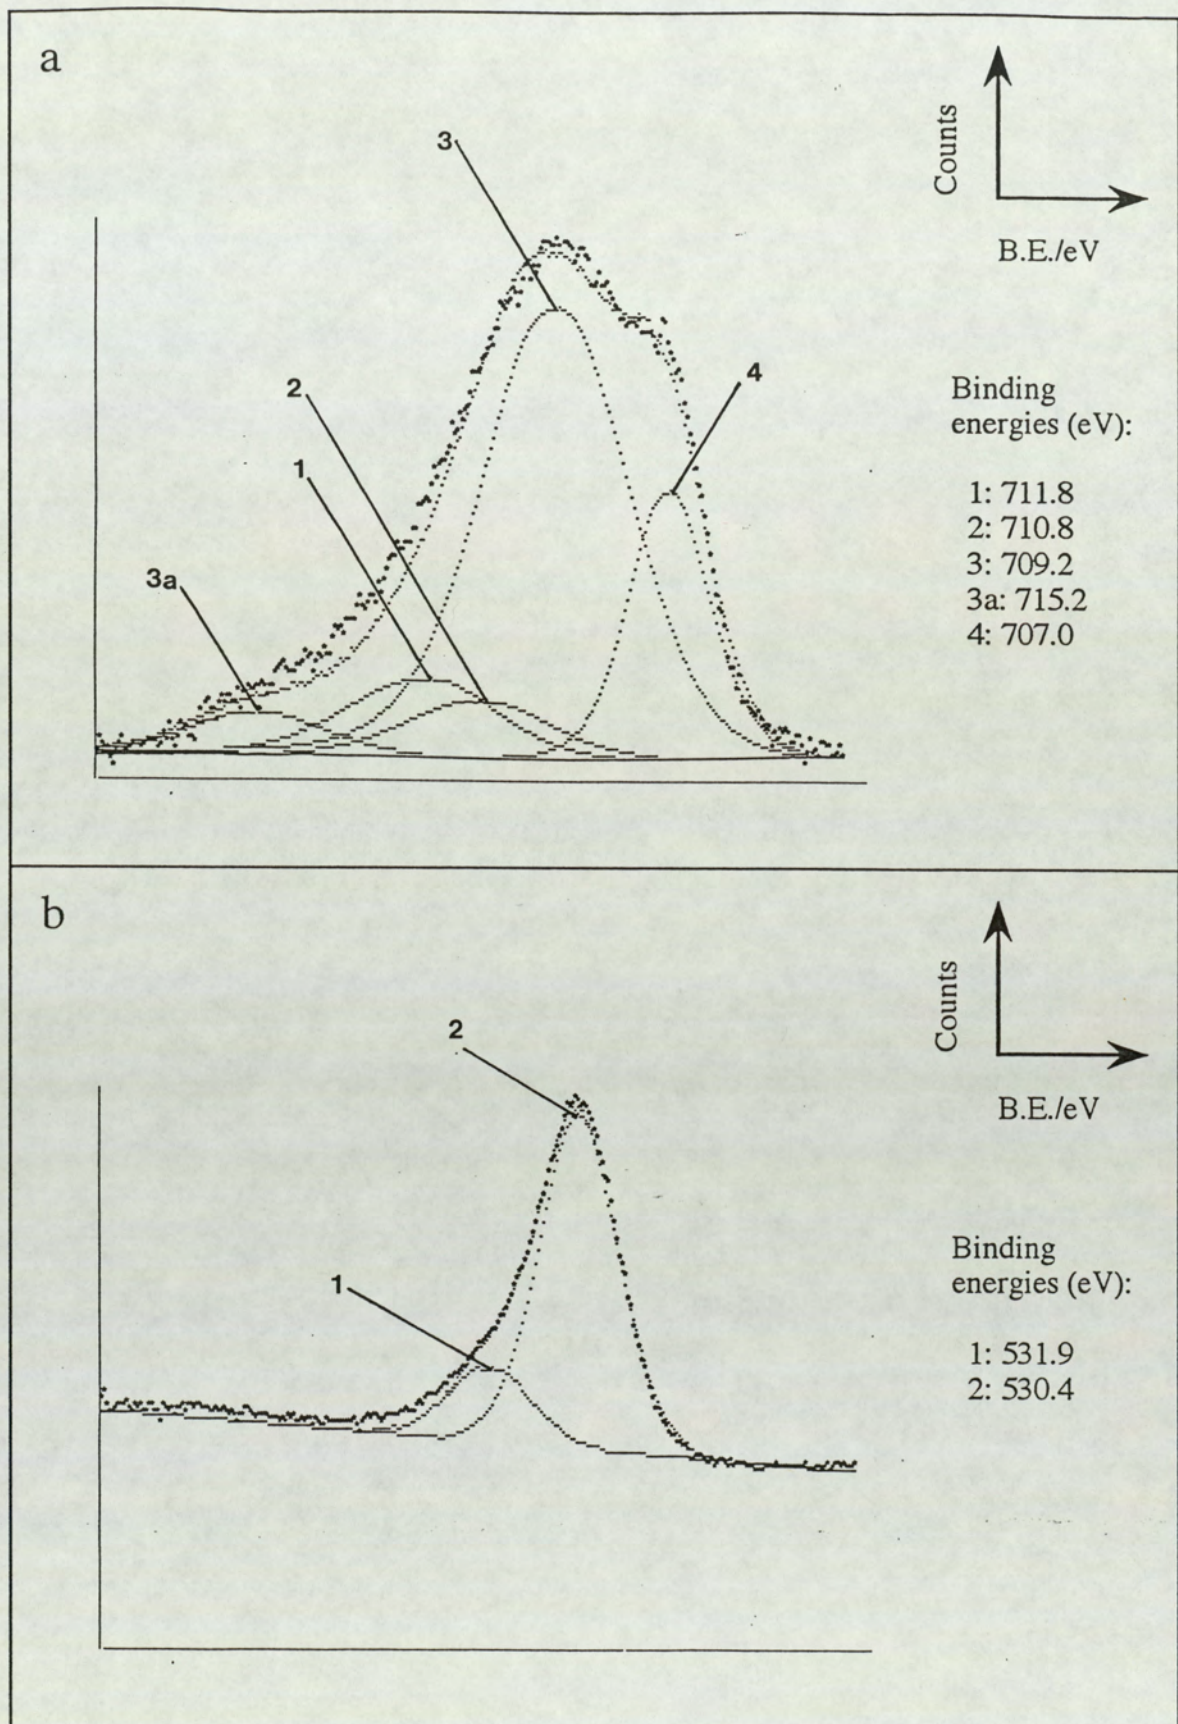 a
Counts
B.E./eV
3
2
4
1
3a
Binding
energies (eV):
1: 711.8
2: 710.8
3: 709.2
3a: 715.2
4: 707.0
b
Counts
B.E./eV
2
1
Binding
energies (eV):
1: 531.9
2: 530.4